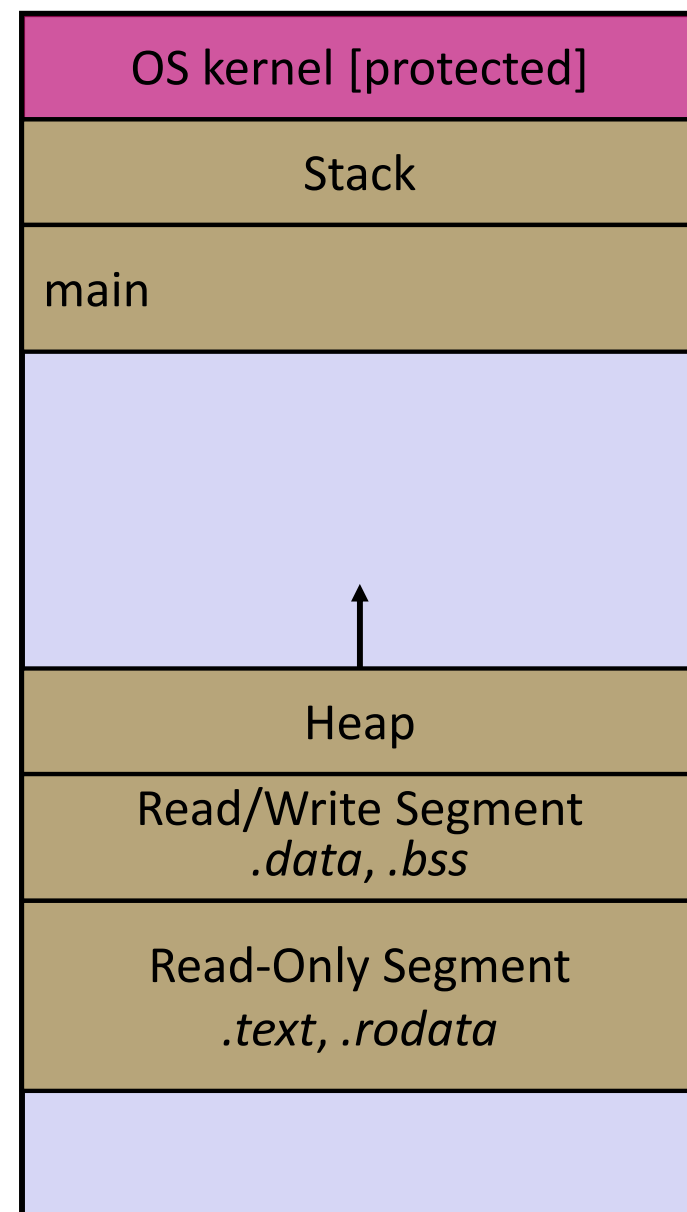 OS kernel [protected]
Stack
main
Heap
Read/Write Segment
.data, .bss
Read-Only Segment
.text, .rodata